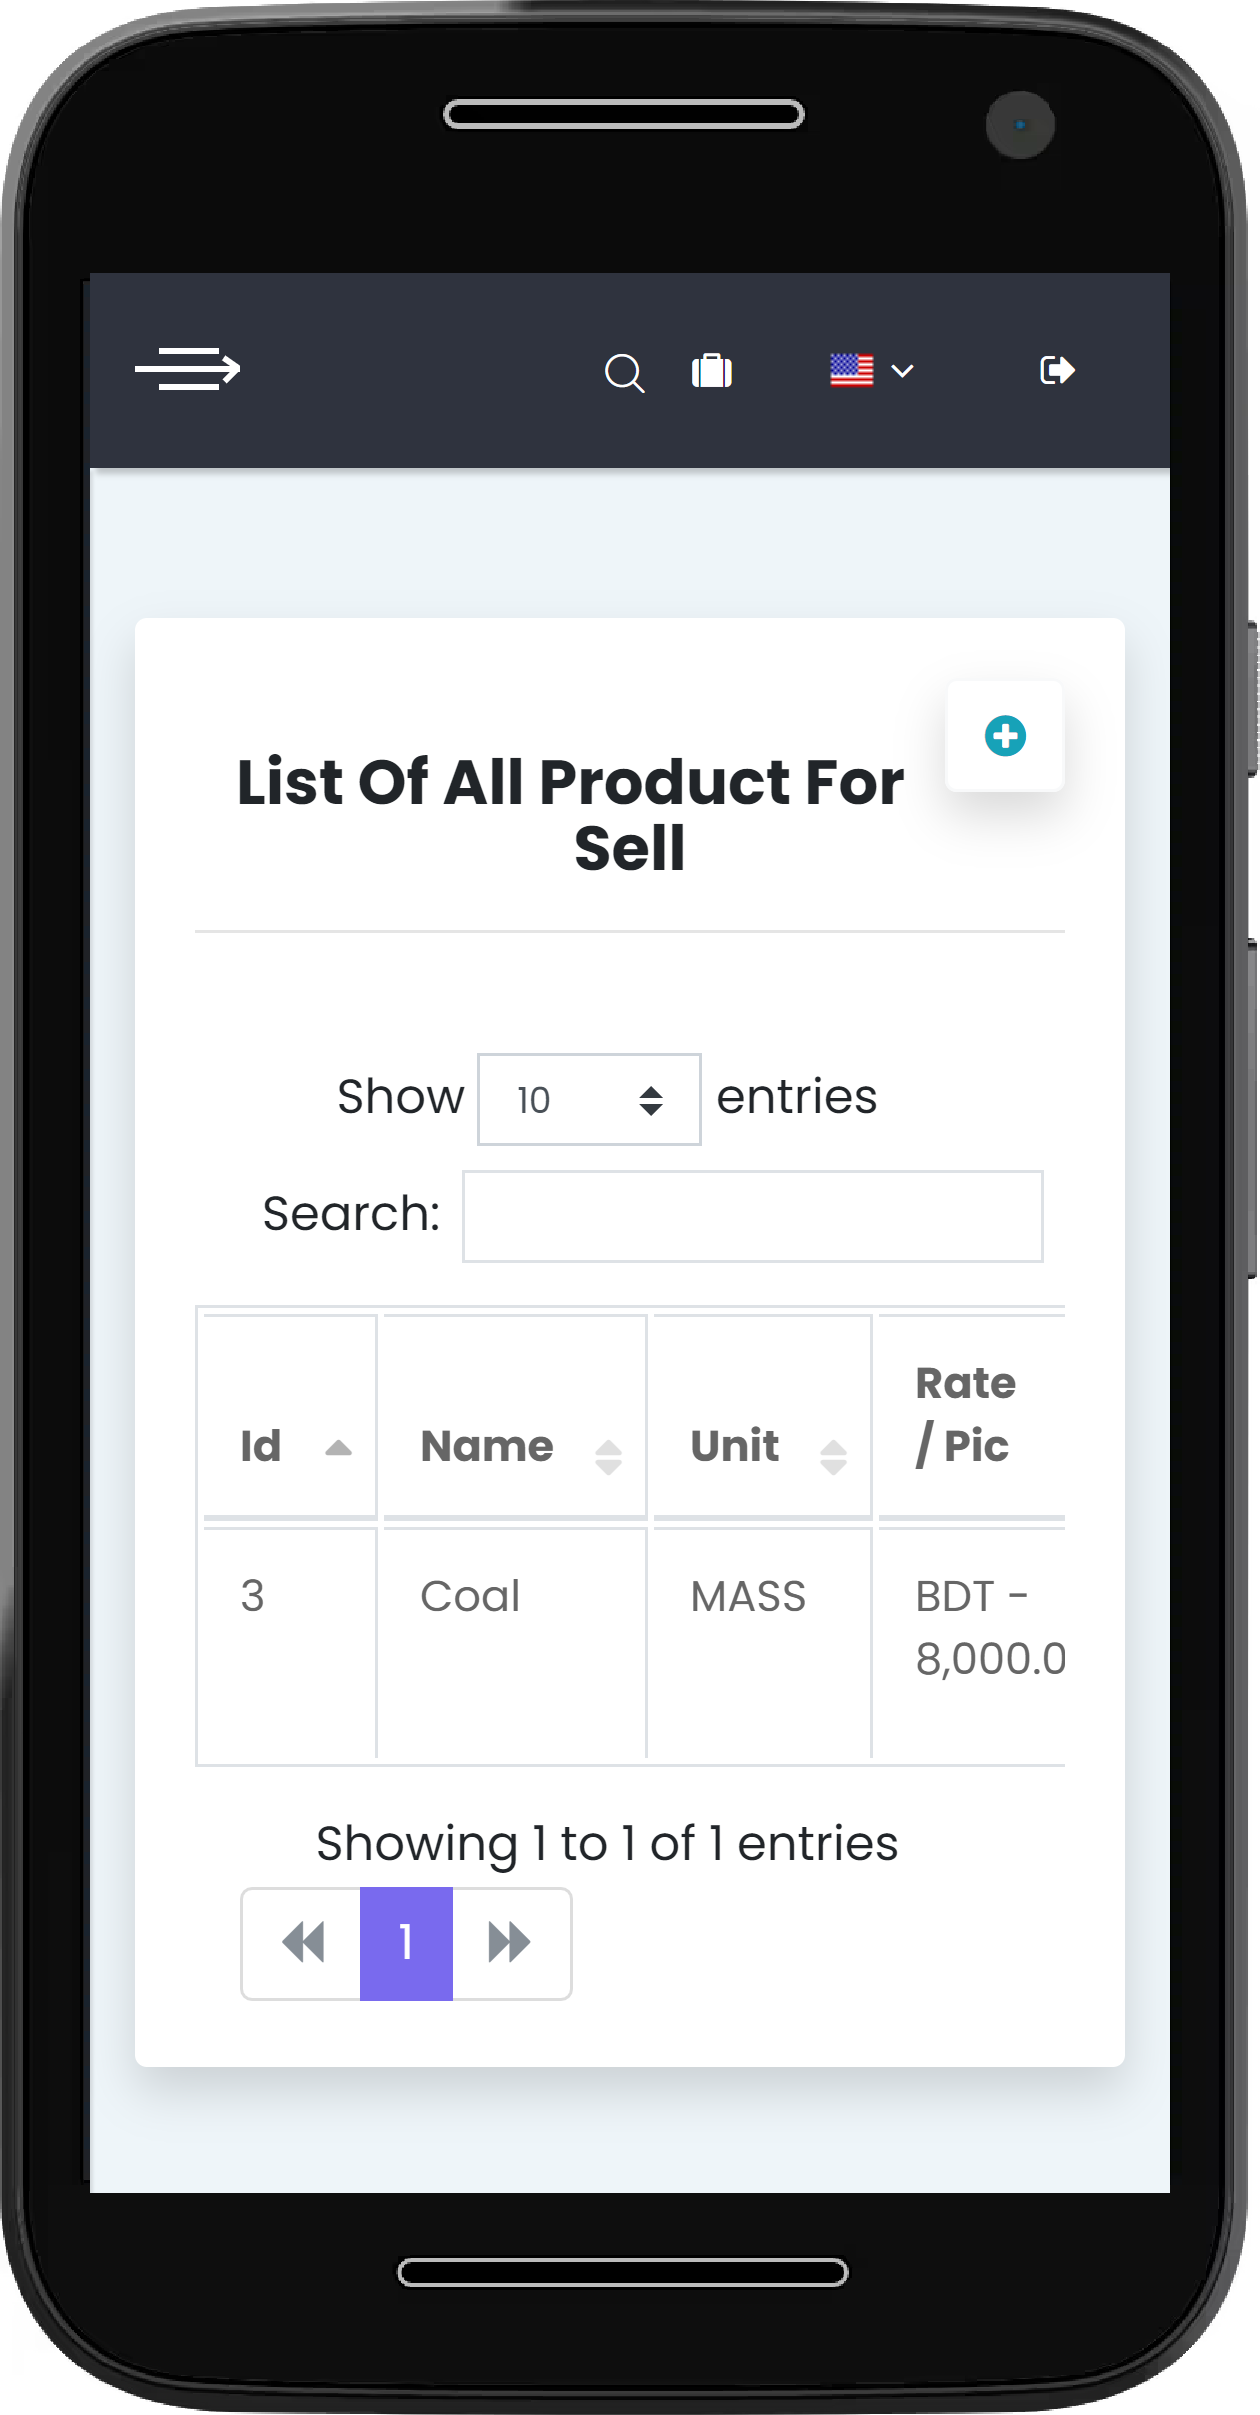 List Of All Product For
Sell
Show 10 entries
Search:
Id Name Unit Rate / Pic
3 Coal MASS BDT -
8,000.0
Showing 1 to 1 of 1 entries
1